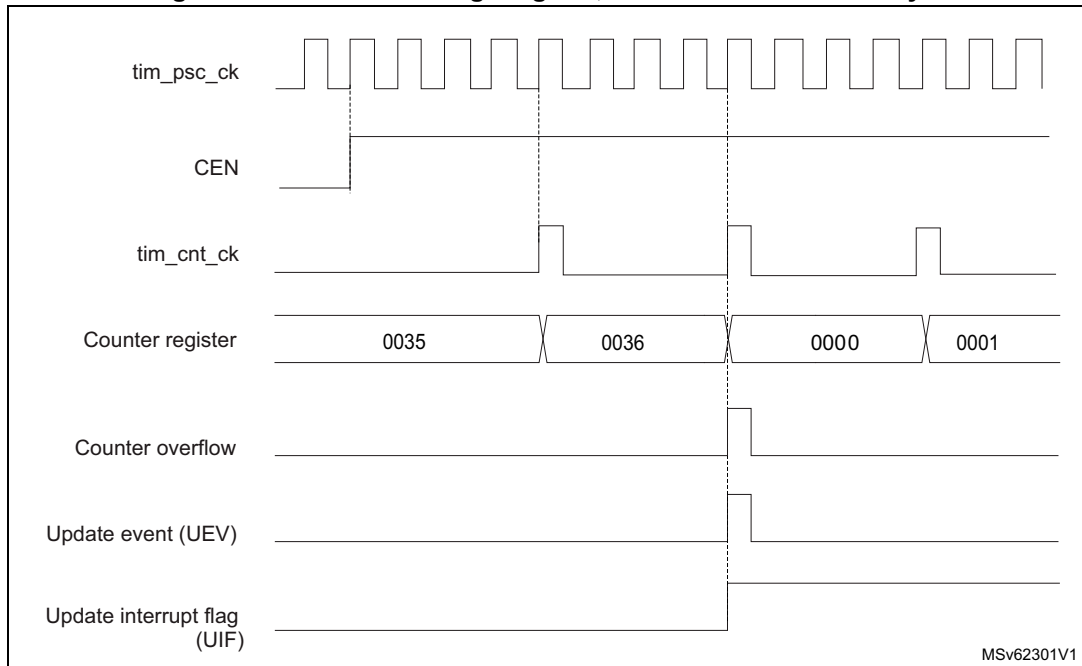 tim_psc_ck
CEN
tim_cnt_ck
Counter register
0035
0036
0000
0001
Counter overflow
Update event (UEV)
Update interrupt flag
(UIF)
MSv62301V1